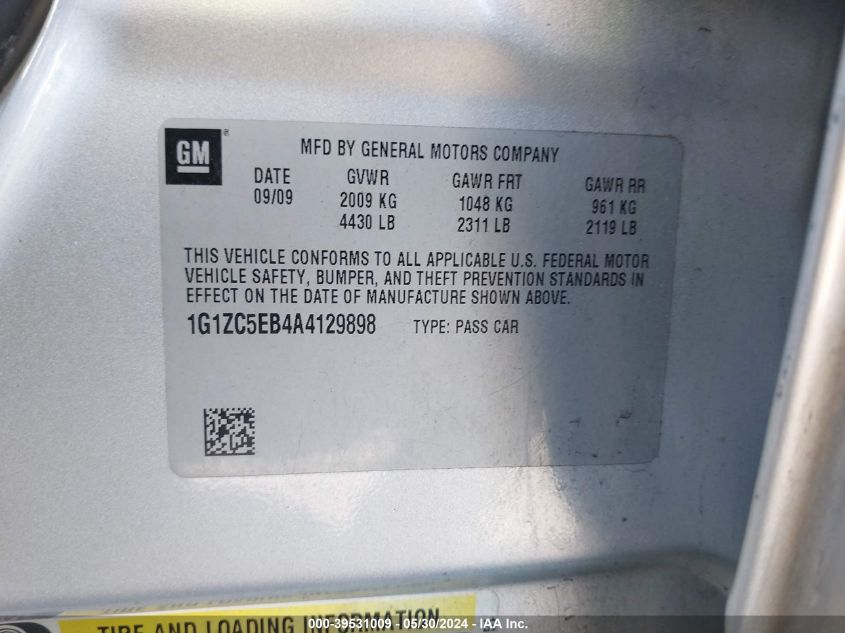 GM®
MFD BY GENERAL MOTORS COMPANY
DATE GVWR GAWR FRT GAWR RR
09/09 2009 KG 1048 KG 961 KG
4430 LB 2311 LB 2119 LB
THIS VEHICLE CONFORMS TO ALL APPLICABLE U.S. FEDERAL MOTOR
VEHICLE SAFETY, BUMPER, AND THEFT PREVENTION STANDARDS IN
EFFECT ON THE DATE OF MANUFACTURE SHOWN ABOVE.
1G1ZC5EB4A4129898 TYPE: PASS CAR
TIRE AND LOADING INFORMATION
000-39531009 - 05/30/2024 - IAA Inc.